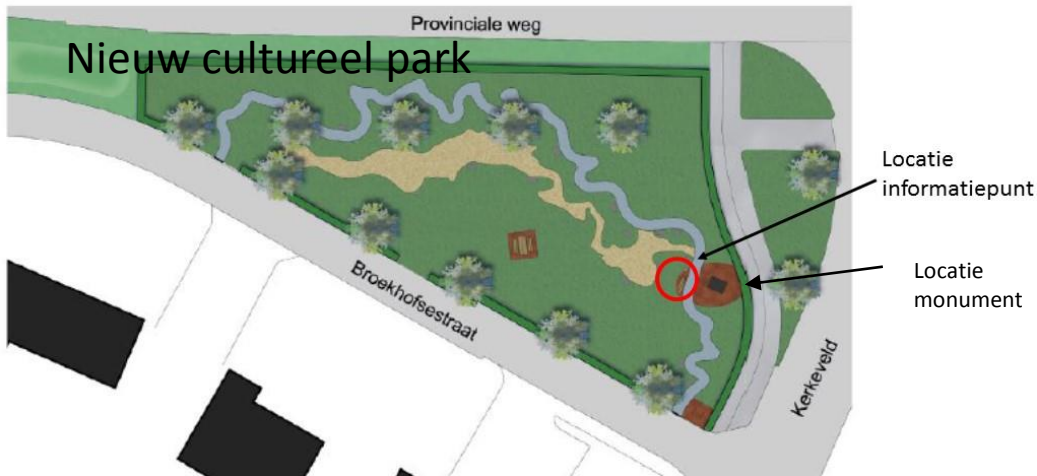 Provinciale weg
Nieuw cultureel park
Locatie
informatiepunt
Locatie
monument
Broekhofsestraat
Kerkeveld